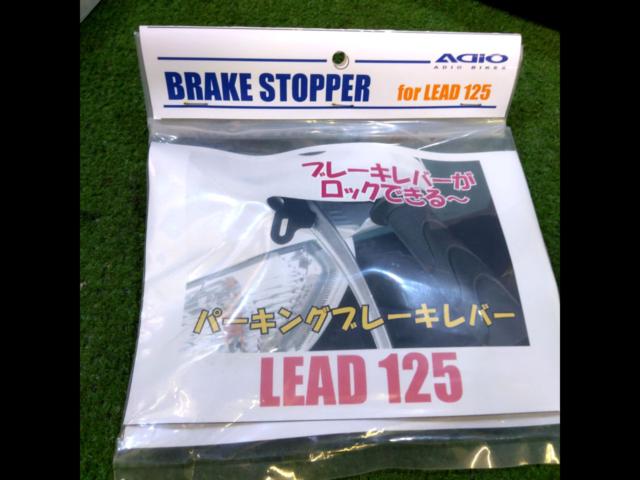 ADIO
ADIO BIKES
BRAKE STOPPER
for LEAD 125
ブレーキレバーが
ロックできる～
パーキングブレーキレバー
LEAD 125